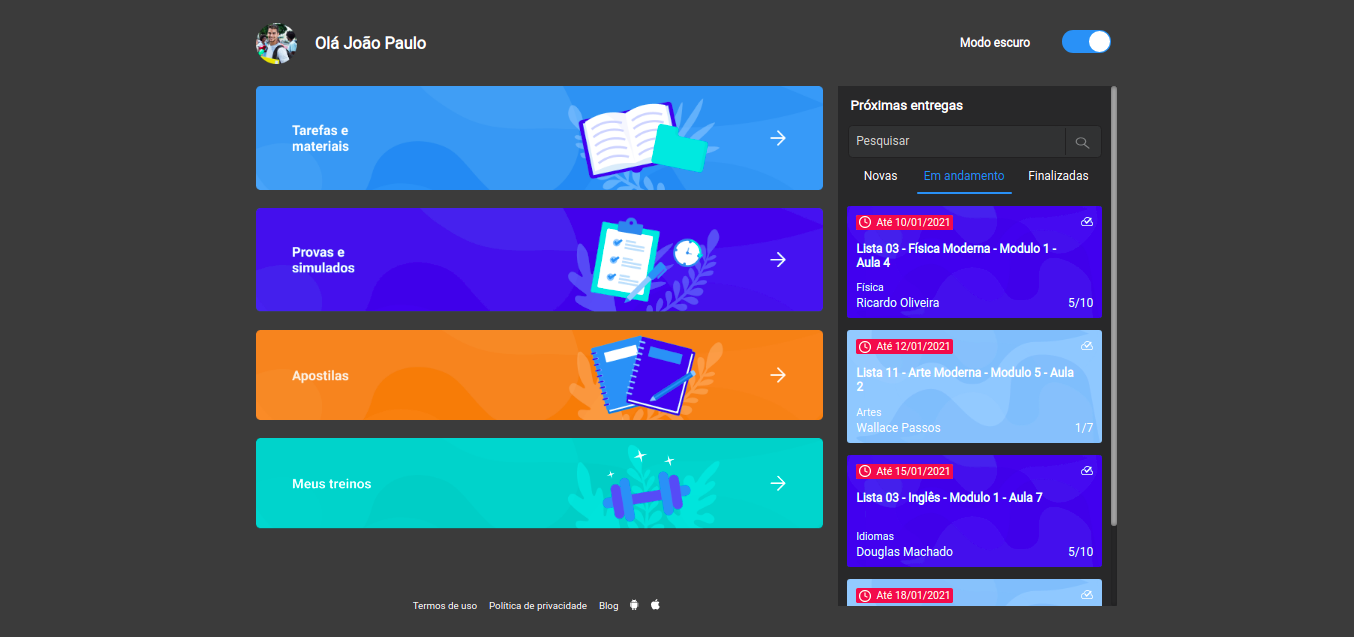 Olá João Paulo
Modo escuro
Tarefas e
materiais
Provas e
simulados
Apostilas
Meus treinos
Próximas entregas
Pesquisar
Novas
Em andamento
Finalizadas
Até 10/01/2021
Lista 03 - Física Moderna - Modulo 1 -
Aula 4
Física
Ricardo Oliveira 5/10
Até 12/01/2021
Lista 11 - Arte Moderna - Modulo 5 - Aula
2
Artes
Wallace Passos 1/7
Até 15/01/2021
Lista 03 - Inglês - Modulo 1 - Aula 7
Idiomas
Douglas Machado 5/10
Até 18/01/2021
Termos de uso Política de privacidade Blog